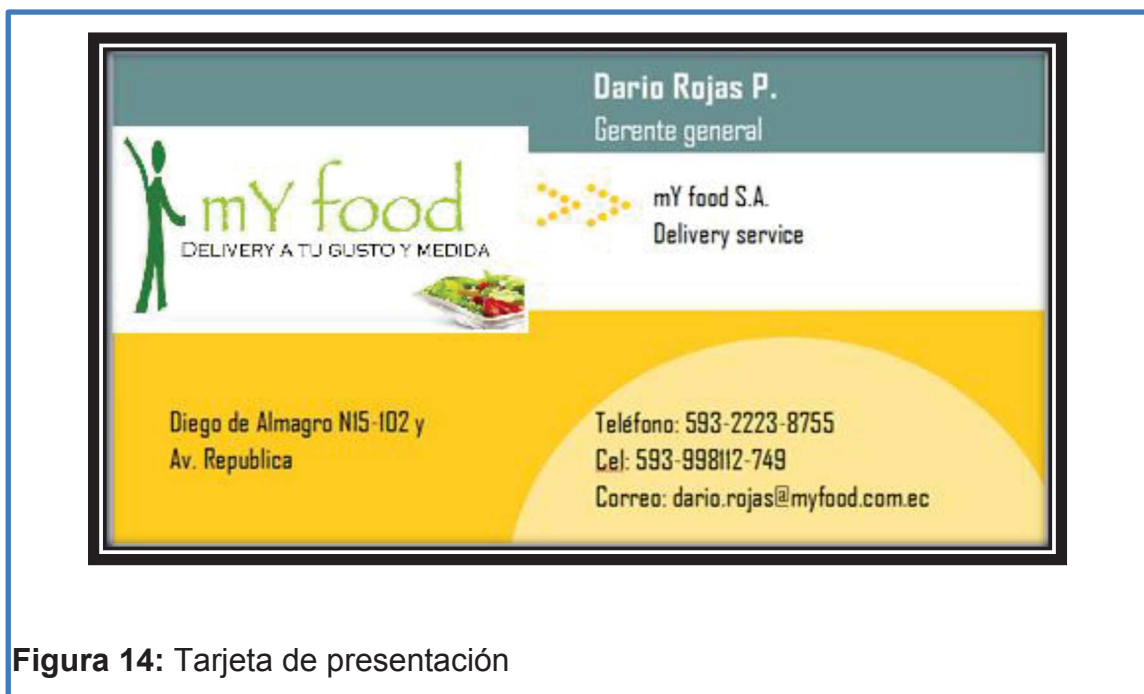 Dario Rojas P.
Gerente general
mY food
DELIVERY A TU GUSTO Y MEDIDA
mY food S.A.
Delivery service
Diego de Almagro N15-102 y
Av. Republica
Teléfono: 593-2223-8755
Cel: 593-998112-749
Correo: dario.rojas@myfood.com.ec
Figura 14: Tarjeta de presentación